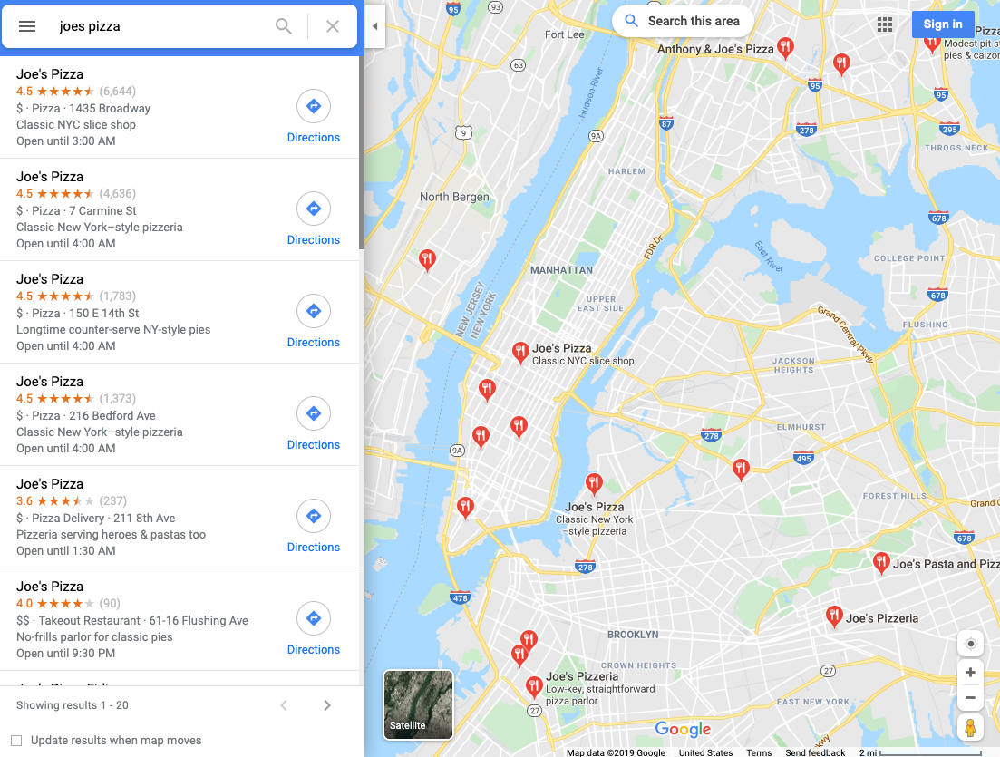 joes pizza
Joe's Pizza
4.5 (6,644)
$ · Pizza · 1435 Broadway
Classic NYC slice shop
Open until 3:00 AM
Directions
Joe's Pizza
4.5 (4,636)
$ · Pizza · 7 Carmine St
Classic New York–style pizzeria
Open until 4:00 AM
Directions
Joe's Pizza
4.5 (1,783)
$ · Pizza · 150 E 14th St
Longtime counter-serve NY-style pies
Open until 4:00 AM
Directions
Joe's Pizza
4.5 (1,373)
$ · Pizza · 216 Bedford Ave
Classic New York–style pizzeria
Open until 4:00 AM
Directions
Joe's Pizza
3.6 (237)
$ · Pizza Delivery · 211 8th Ave
Pizzeria serving heroes & pastas too
Open until 1:30 AM
Directions
Joe's Pizza
4.0 (90)
$$ · Takeout Restaurant · 61-16 Flushing Ave
No-frills parlor for classic pies
Open until 9:30 PM
Directions
Showing results 1 - 20
Update results when map moves
Search this area
Sign in
95
93
Fort Lee
Anthony & Joe's Pizza
Pizza
Modest pit st
pies & calzon
63
Hudson River
95
95
9
9A
87
278
295
THROGS NECK
HARLEM
North Bergen
678
East River
FDR Dr
COLLEGE POINT
MANHATTAN
NEW JERSEY
NEW YORK
UPPER
EAST SIDE
678
Grand Central Pkwy
FLUSHING
Joe's Pizza
Classic NYC slice shop
JACKSON
HEIGHTS
ELMHURST
278
9A
495
FOREST HILLS
Grand C
Joe's Pizza
Classic New York
–style pizzeria
678
278
Joe's Pasta and Pizz
478
Joe's Pizzeria
BROOKLYN
CROWN HEIGHTS
27
Joe's Pizzeria
Low-key, straightforward
pizza parlor
27
EAST NEW YORK
Satellite
Google
Map data ©2019 Google
United States
Terms
Send feedback
2 mi